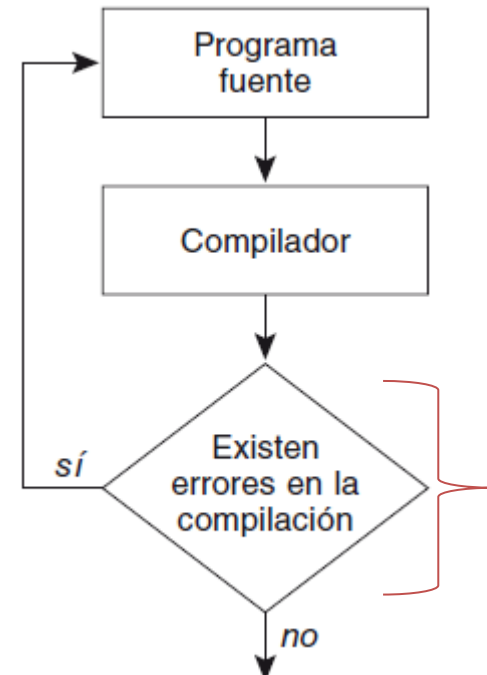 Programa
fuente
Compilador
Existen
errores en la
compilación
sí
no